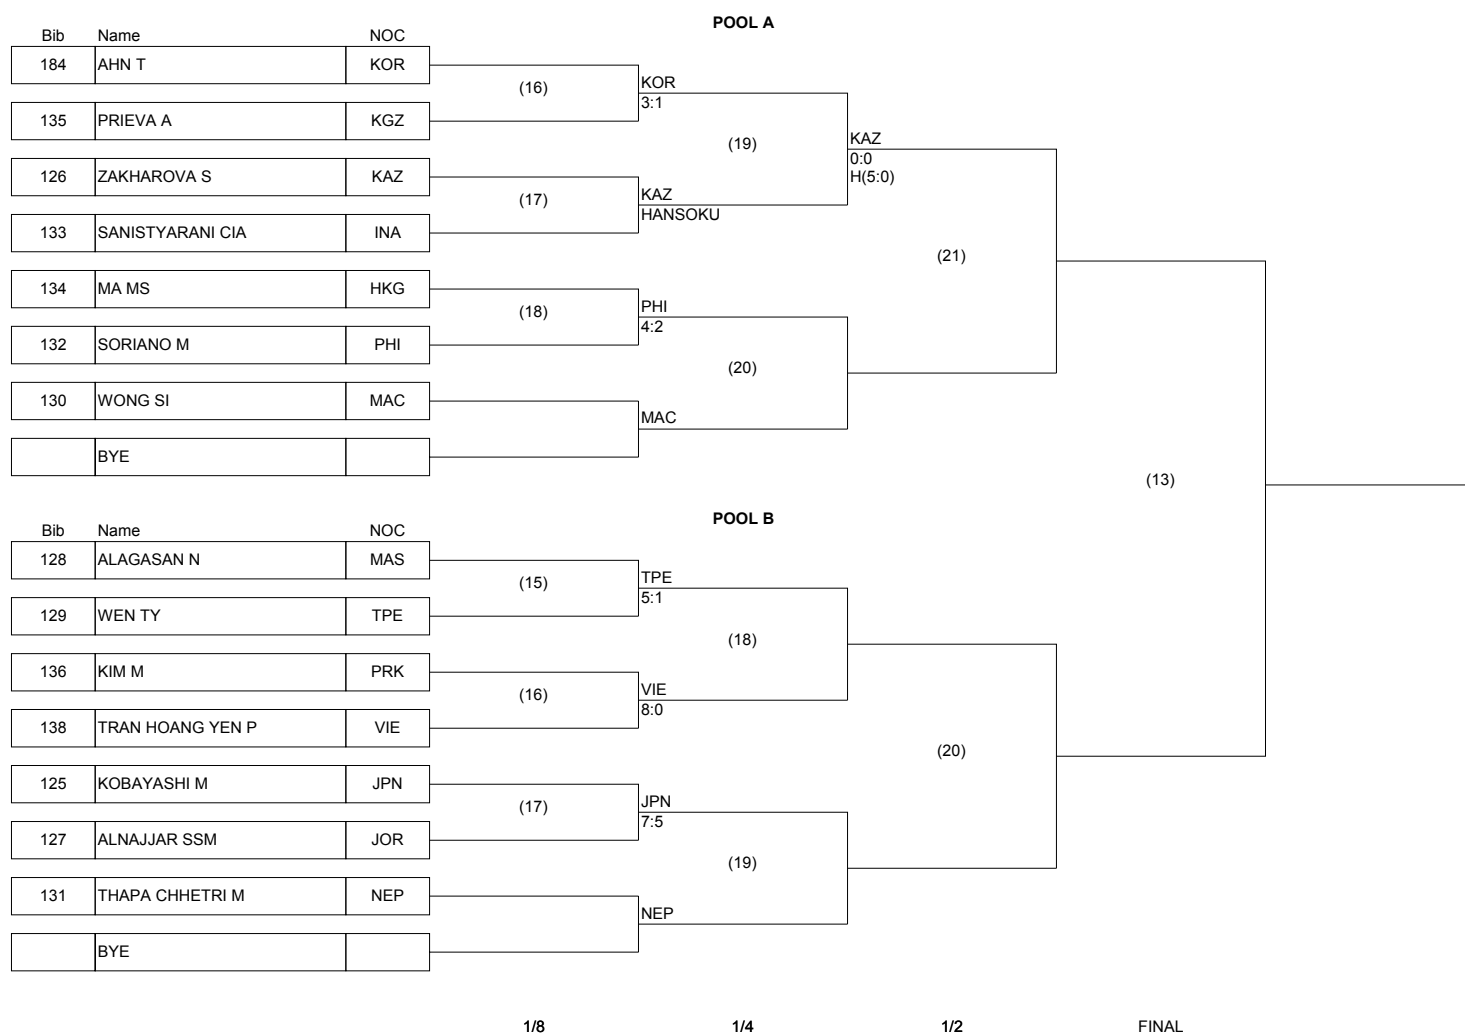 POOL A
Bib Name NOC
184 AHN T KOR
(16)
KOR
3:1
135 PRIEVA A KGZ
(19)
KAZ
0:0
H(5:0)
126 ZAKHAROVA S KAZ
(17)
KAZ
HANSOKU
133 SANISTYARANI CIA INA
(21)
134 MA MS HKG
(18)
PHI
4:2
132 SORIANO M PHI
(20)
130 WONG SI MAC
MAC
BYE
(13)
POOL B
Bib Name NOC
128 ALAGASAN N MAS
(15)
TPE
5:1
129 WEN TY TPE
(18)
136 KIM M PRK
(16)
VIE
8:0
138 TRAN HOANG YEN P VIE
(20)
125 KOBAYASHI M JPN
(17)
JPN
7:5
127 ALNAJJAR SSM JOR
(19)
131 THAPA CHHETRI M NEP
NEP
BYE
1/8 1/4 1/2 FINAL